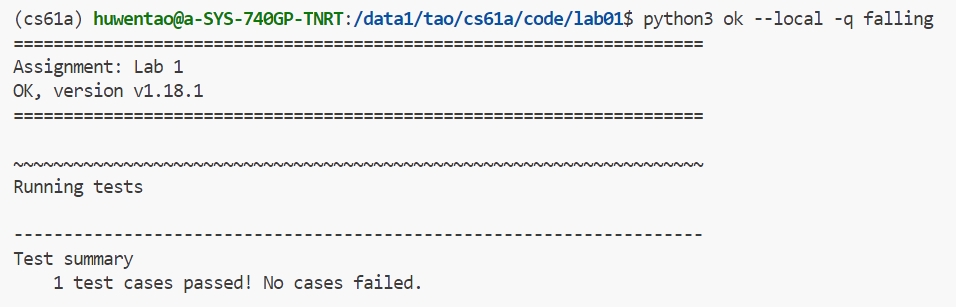 (cs61a) huwentao@a-SYS-740GP-TNRT:/data1/tao/cs61a/code/lab01$ python3 ok --local -q falling
=====================================================================
Assignment: Lab 1
OK, version v1.18.1
=====================================================================
~~~~~~~~~~~~~~~~~~~~~~~~~~~~~~~~~~~~~~~~~~~~~~~~~~~~~~~~~~~~~~~~~~~~~
Running tests
---------------------------------------------------------------------
Test summary
    1 test cases passed! No cases failed.